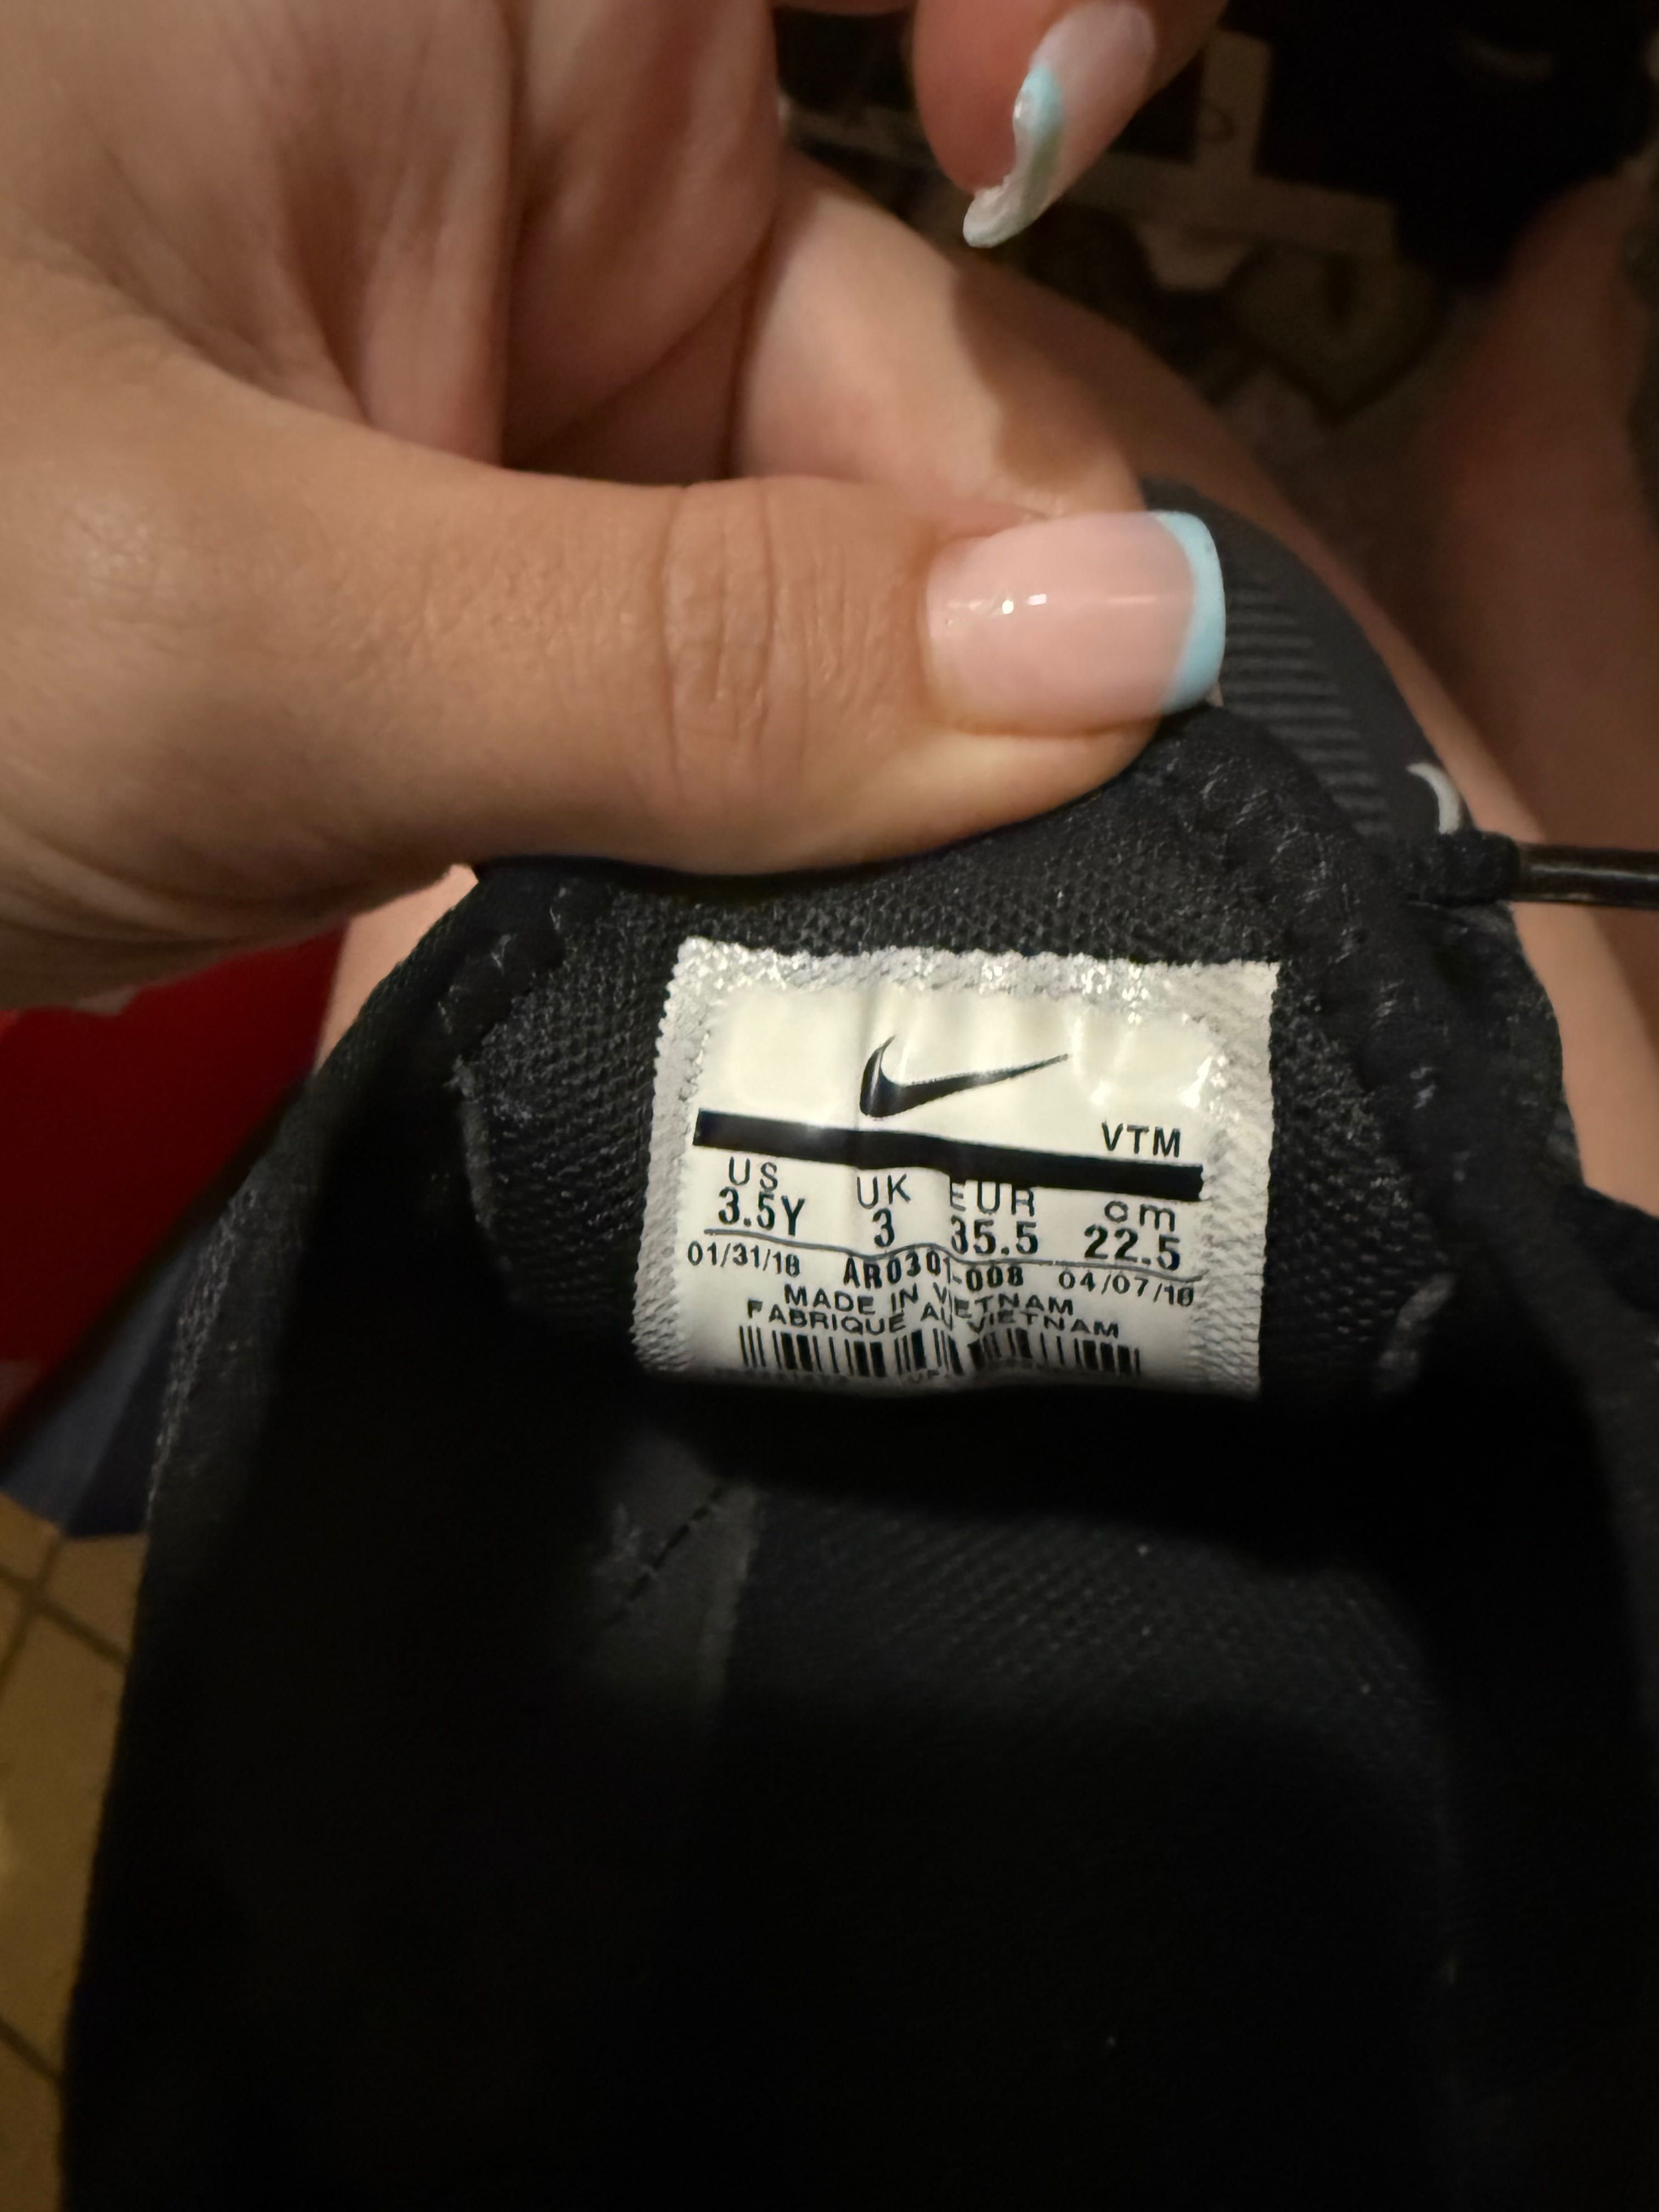 VTM
US UK EUR cm
3.5Y 3 35.5 22.5
01/31/18 AR0301-008 04/07/18
MADE IN VIETNAM
FABRIQUE AU VIETNAM